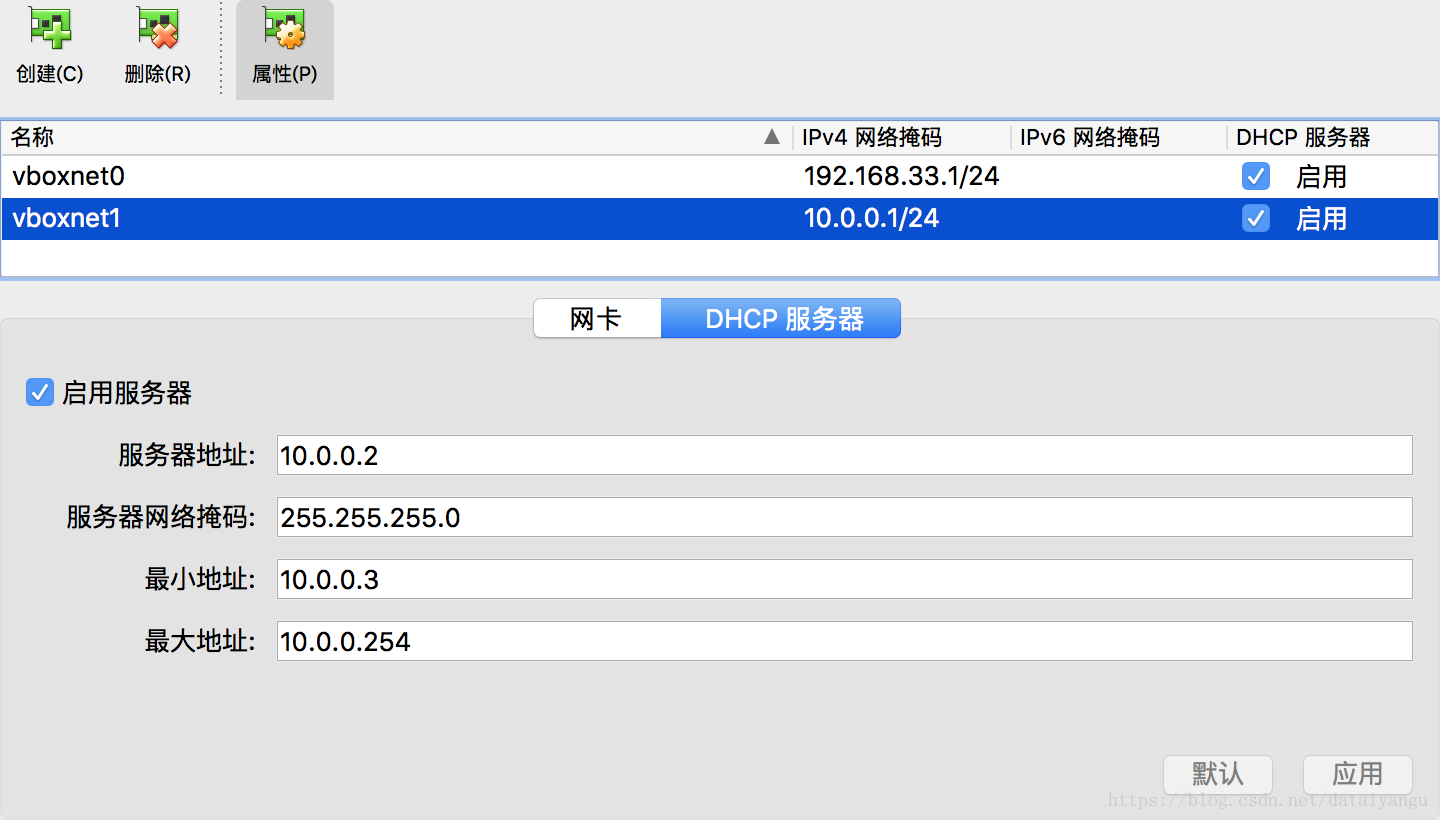 创建(C) 删除(R) 属性(P)
名称 IPv4 网络掩码 IPv6 网络掩码 DHCP 服务器
vboxnet0 192.168.33.1/24 启用
vboxnet1 10.0.0.1/24 启用
网卡 DHCP 服务器
启用服务器
服务器地址: 10.0.0.2
服务器网络掩码: 255.255.255.0
最小地址: 10.0.0.3
最大地址: 10.0.0.254
默认 应用
https://blog.csdn.net/dataiyangu